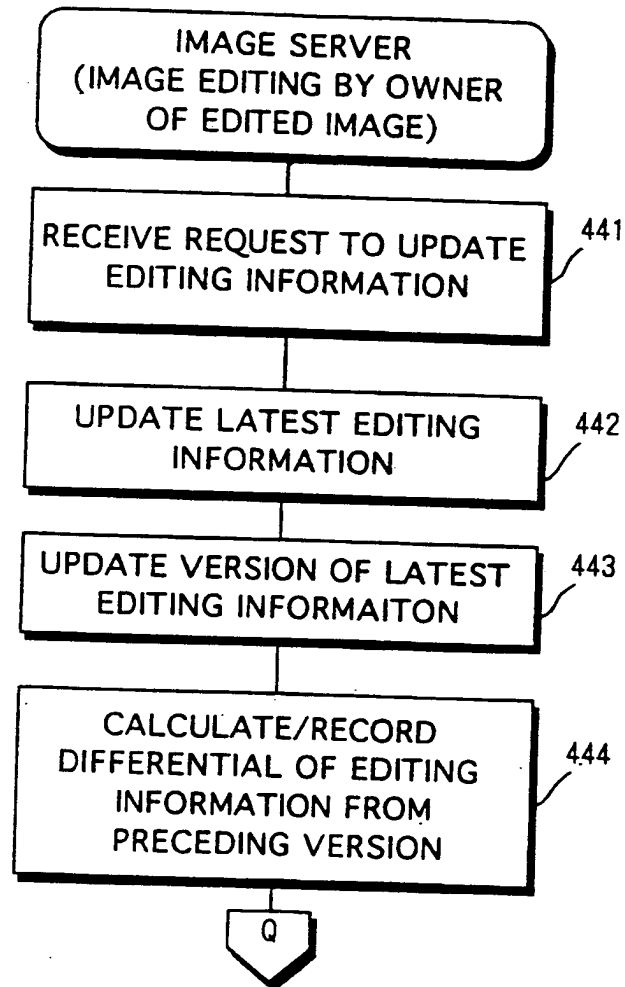 IMAGE SERVER
(IMAGE EDITING BY OWNER
OF EDITED IMAGE)
RECEIVE REQUEST TO UPDATE
EDITING INFORMATION
441
UPDATE LATEST EDITING
INFORMATION
442
UPDATE VERSION OF LATEST
EDITING INFORMAITON
443
CALCULATE/RECORD
DIFFERENTIAL OF EDITING
INFORMATION FROM
PRECEDING VERSION
444
Q